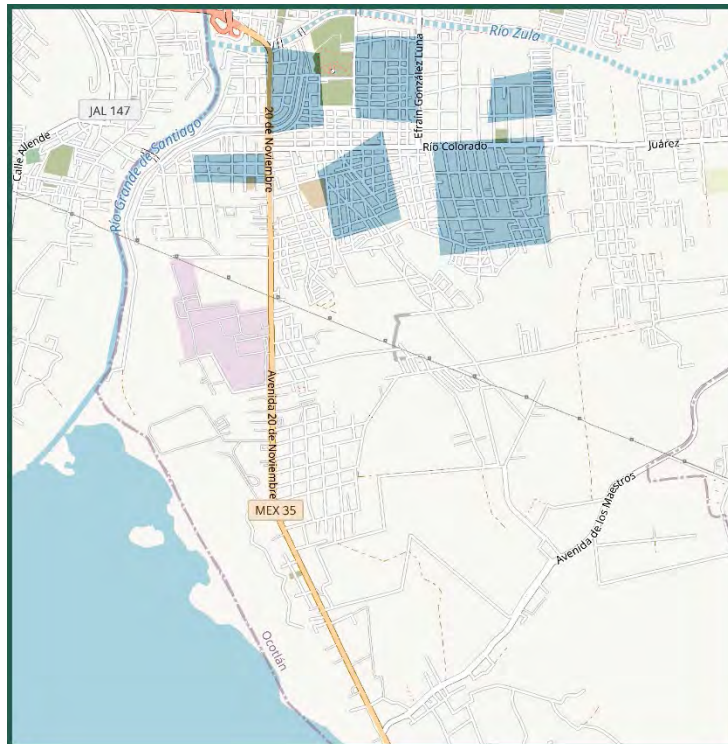 Río Zula
Efraín González Luna
JAL 147
20 de Noviembre
Calle Allende
Río Grande de Santiago
Río Colorado
Juárez
Avenida 20 de Noviembre
MEX 35
Avenida de los Maestros
Ocotlán